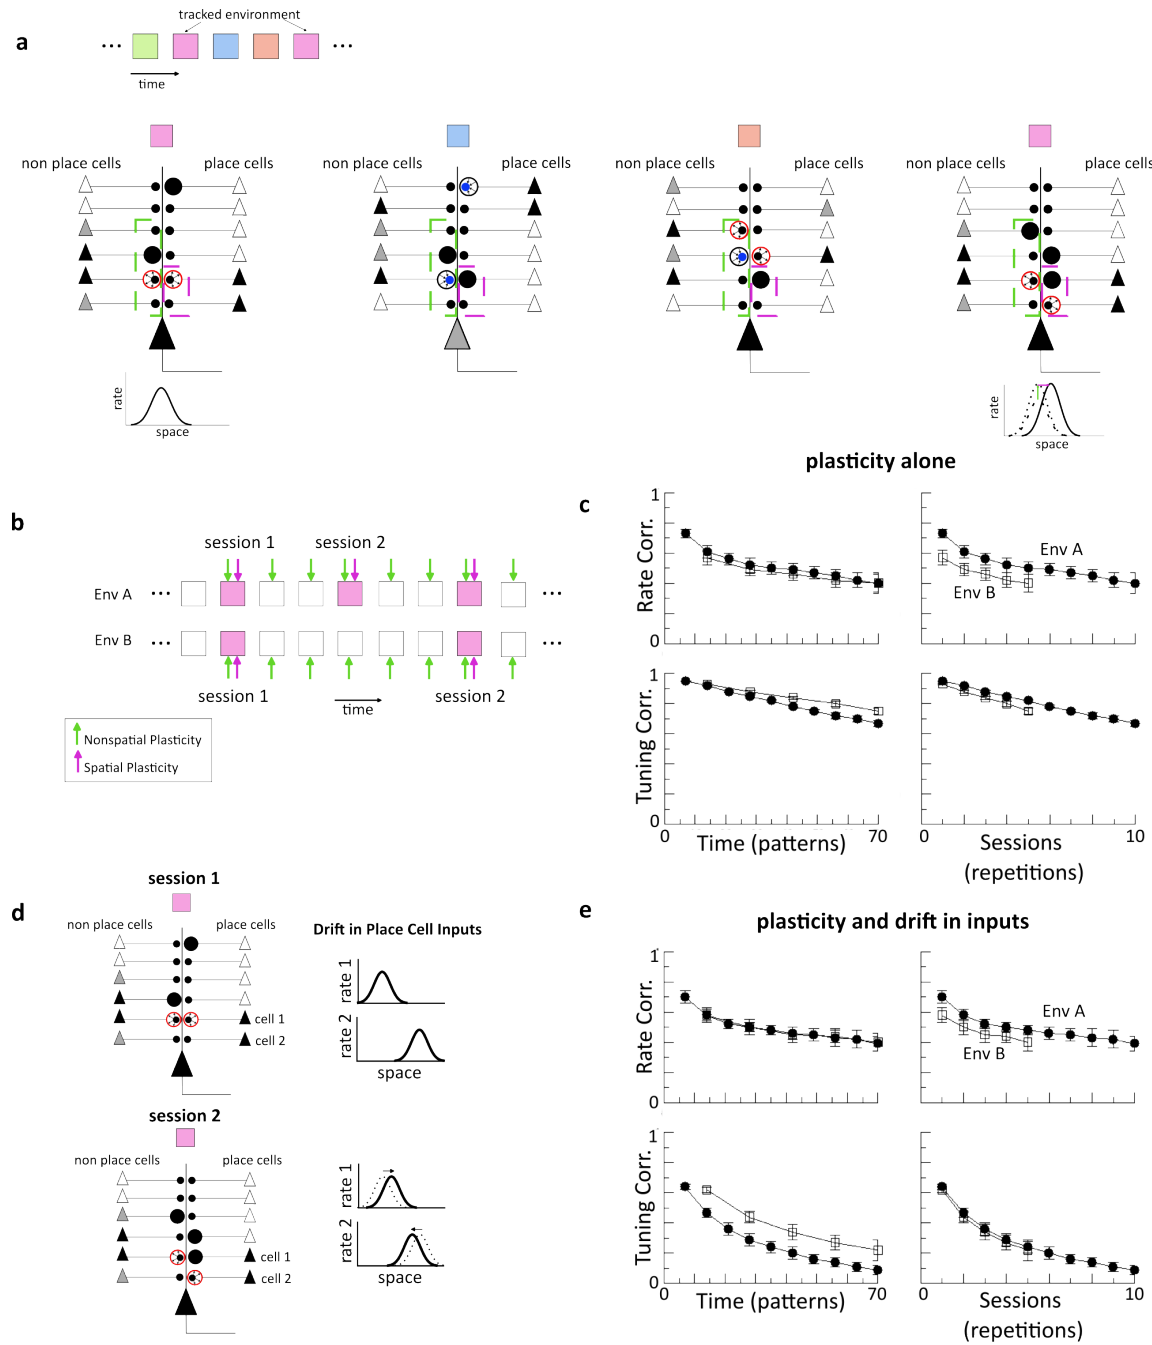 a
tracked environment
...
...
time
non place cells
place cells
non place cells
place cells
non place cells
place cells
non place cells
place cells
rate
space
rate
space
b
session 1
session 2
Env A
...
...
Env B
...
...
session 1
time
session 2
Nonspatial Plasticity
Spatial Plasticity
plasticity alone
c
1
Rate Corr.
0
Env A
Env B
1
Tuning Corr.
0
0
Time (patterns)
70
0
Sessions
(repetitions)
10
d
session 1
non place cells
place cells
cell 1
cell 2
Drift in Place Cell Inputs
rate 1
rate 2
space
session 2
non place cells
place cells
cell 1
cell 2
rate 1
rate 2
space
e
plasticity and drift in inputs
1
Rate Corr.
0
Env A
Env B
1
Tuning Corr.
0
0
Time (patterns)
70
0
Sessions
(repetitions)
10